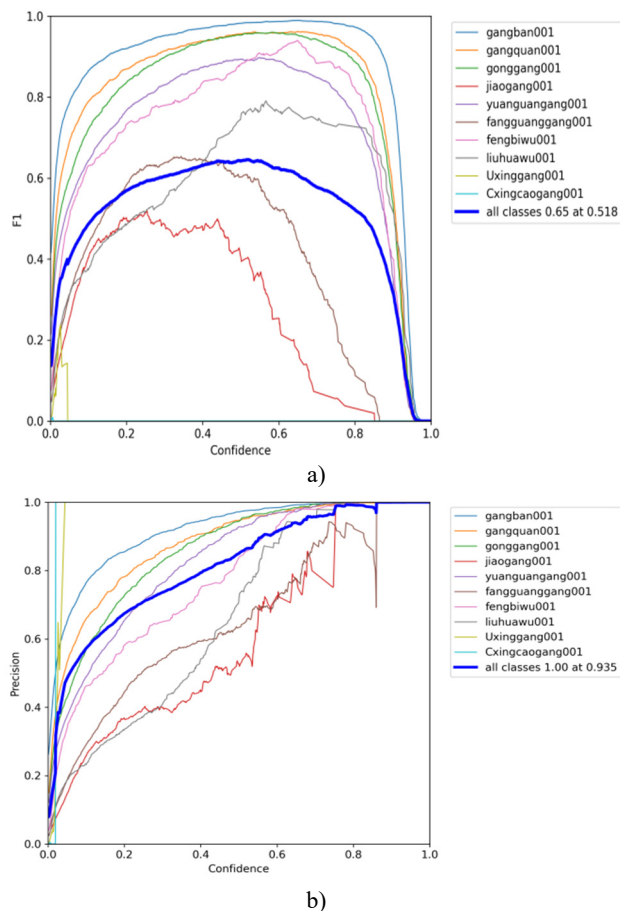 1.0
0.8
0.6
0.4
0.2
0.0
F1
0.0
0.2
0.4
0.6
0.8
1.0
Confidence
gangban001
gangquan001
gonggang001
jiaogang001
yuanguangang001
fangguanggang001
fengbiwu001
liuhuawu001
Uxinggang001
Cxingcaogang001
all classes 0.65 at 0.518
a)
1.0
0.8
0.6
0.4
0.2
0.0
Precision
0.0
0.2
0.4
0.6
0.8
1.0
Confidence
gangban001
gangquan001
gonggang001
jiaogang001
yuanguangang001
fangguanggang001
fengbiwu001
liuhuawu001
Uxinggang001
Cxingcaogang001
all classes 1.00 at 0.935
b)